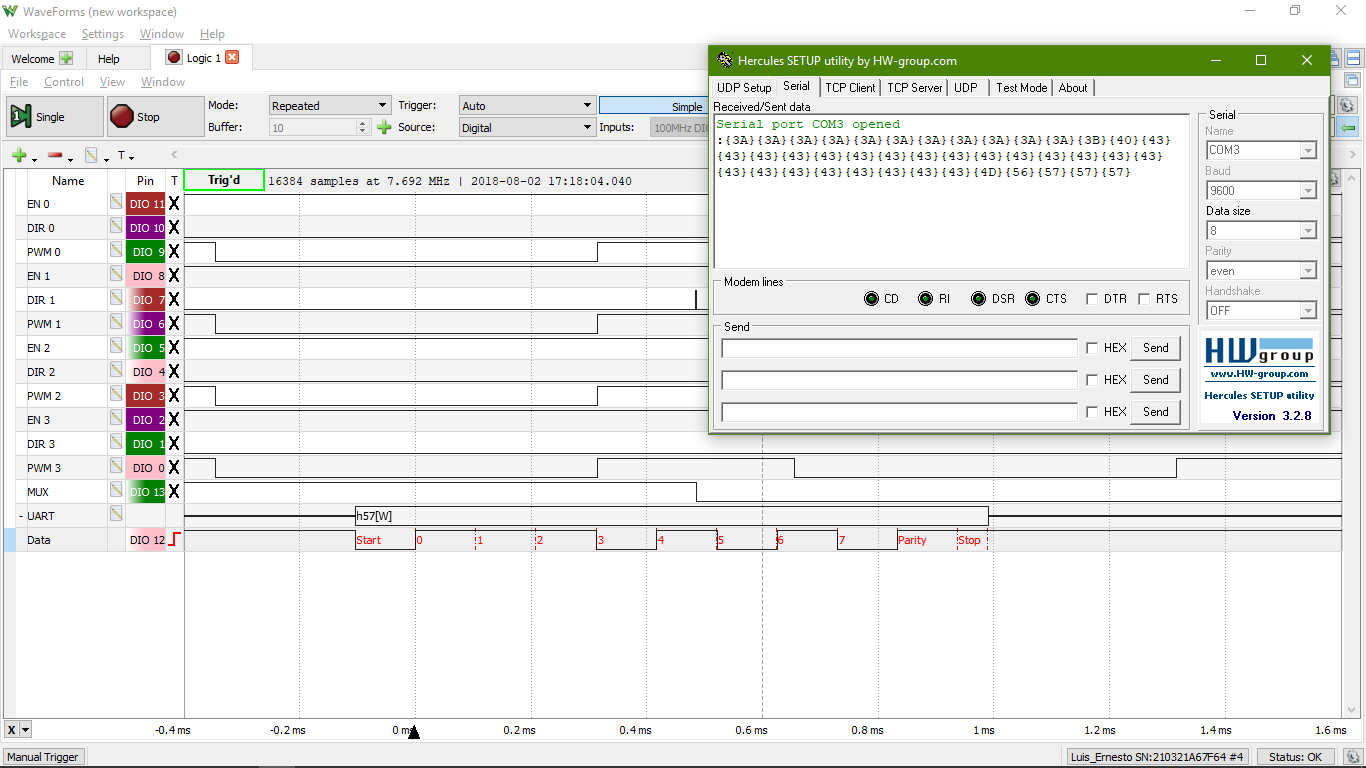 WaveForms (new workspace)
Workspace Settings Window Help
Welcome Help Logic 1
File Control View Window
Single Stop Mode: Repeated Trigger: Auto Simple
Buffer: 10 Source: Digital Inputs: 100MHz DIO
T
Name Pin T Trig'd 16384 samples at 7.692 MHz | 2018-08-02 17:18:04.040
EN 0 DIO 11 X
DIR 0 DIO 10 X
PWM 0 DIO 9 X
EN 1 DIO 8 X
DIR 1 DIO 7 X
PWM 1 DIO 6 X
EN 2 DIO 5 X
DIR 2 DIO 4 X
PWM 2 DIO 3 X
EN 3 DIO 2 X
DIR 3 DIO 1 X
PWM 3 DIO 0 X
MUX DIO 13 X
- UART h57[W]
Data DIO 12 Start 0 1 2 3 4 5 6 7 Parity Stop
X -0.4 ms -0.2 ms 0 ms 0.2 ms 0.4 ms 0.6 ms 0.8 ms 1 ms 1.2 ms 1.4 ms 1.6 ms
Manual Trigger Luis_Ernesto SN:210321A67F64 #4 Status: OK
Hercules SETUP utility by HW-group.com
UDP Setup Serial TCP Client TCP Server UDP Test Mode About
Received/Sent data
Serial port COM3 opened
:{3A}{3A}{3A}{3A}{3A}{3A}{3A}{3A}{3A}{3A}{3B}{40}{43}
{43}{43}{43}{43}{43}{43}{43}{43}{43}{43}{43}{43}{43}{43}
{43}{43}{43}{43}{43}{43}{43}{43}{4D}{56}{57}{57}{57}
Modem lines
CD RI DSR CTS DTR RTS
Send
HEX Send
HEX Send
HEX Send
Serial
Name
COM3
Baud
9600
Data size
8
Parity
even
Handshake
OFF
HW group
www.HW-group.com
Hercules SETUP utility
Version 3.2.8